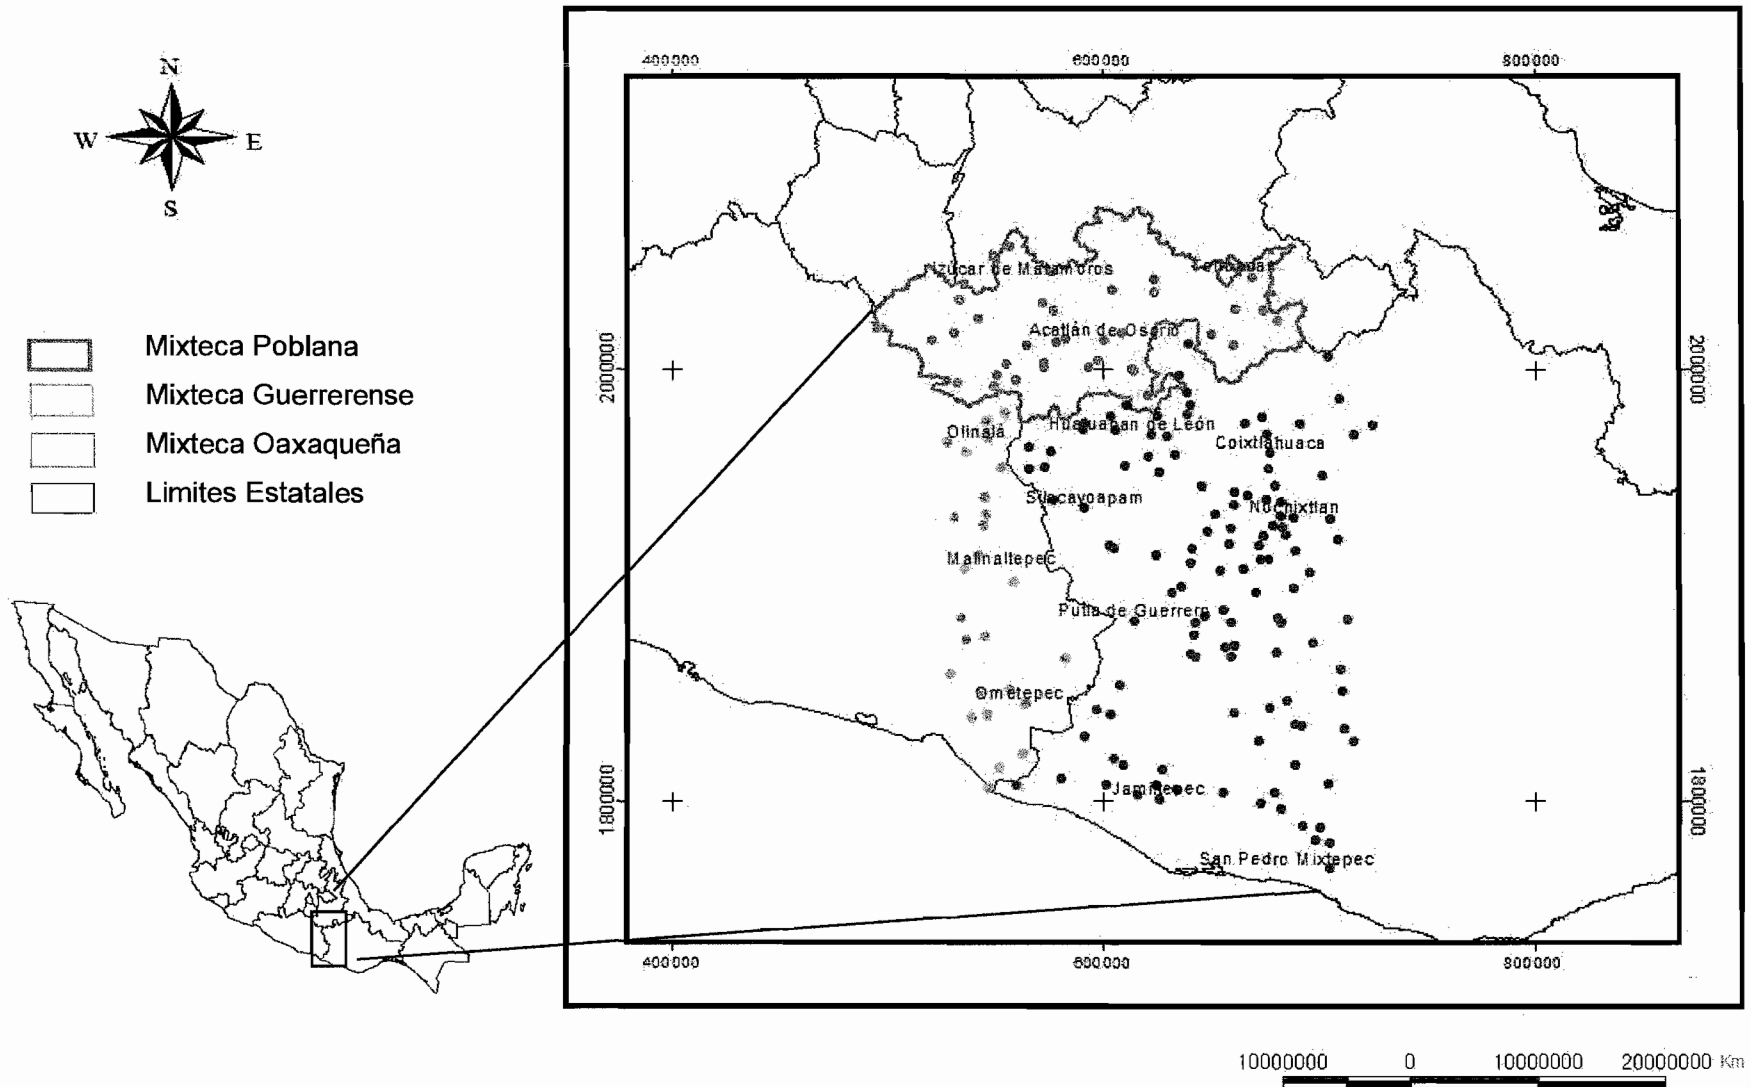 N
W E
S
Mixteca Poblana
Mixteca Guerrerense
Mixteca Oaxaqueña
Limites Estatales
400000 600000 800000
Izúcar de Matamoros
Acatlán de Osorio
2000000 2000000
Olinalá
Huajuapan de León
Coixtlahuaca
Silacayoapam
Nochixtlan
Malinaltepec
Putla de Guerrero
Ometepec
Jamiltepec
1800000 1800000
San Pedro Mixtepec
400000 600000 800000
10000000 0 10000000 20000000 Km